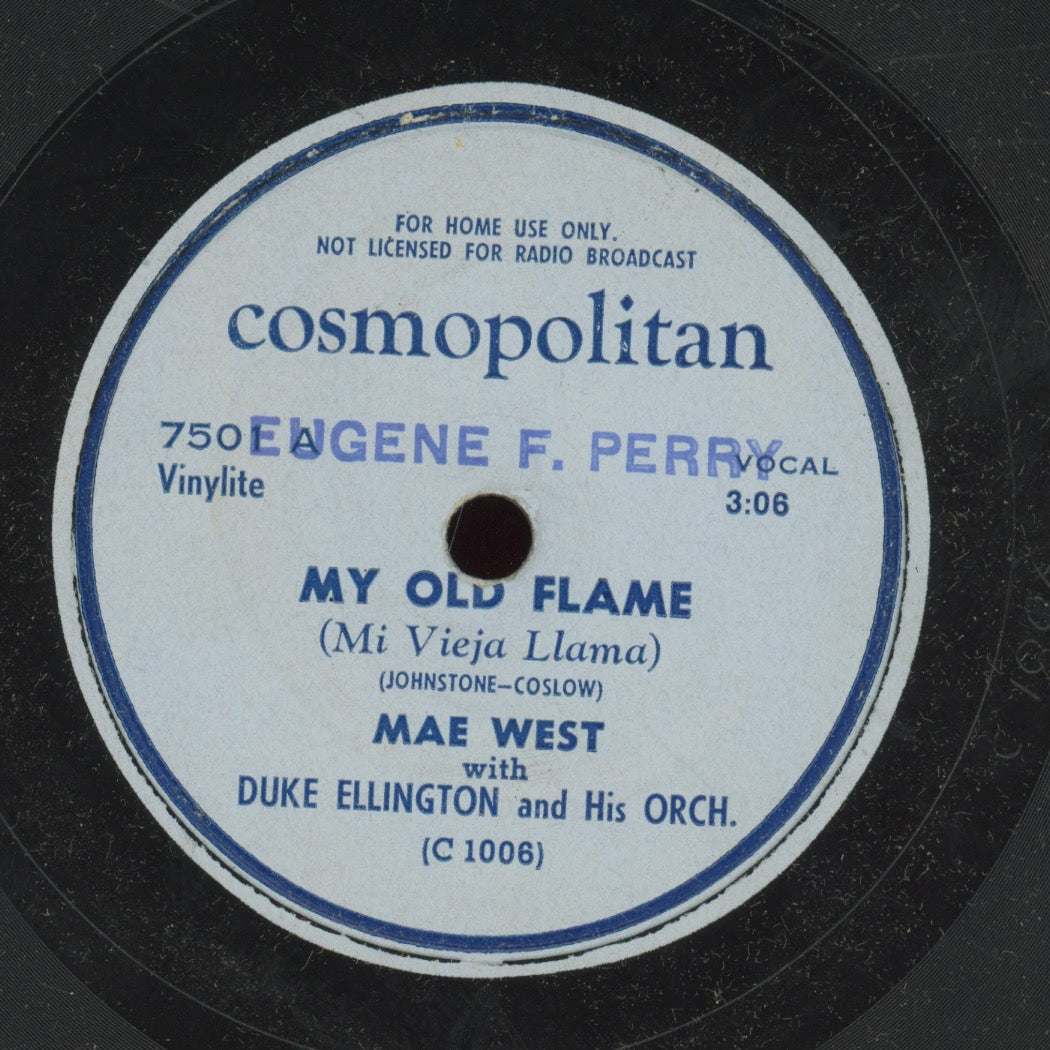 FOR HOME USE ONLY.
NOT LICENSED FOR RADIO BROADCAST
cosmopolitan
7501 A
EUGENE F. PERRY
VOCAL
Vinylite
3:06
MY OLD FLAME
(Mi Vieja Llama)
(JOHNSTONE–COSLOW)
MAE WEST
with
DUKE ELLINGTON and His ORCH.
(C 1006)